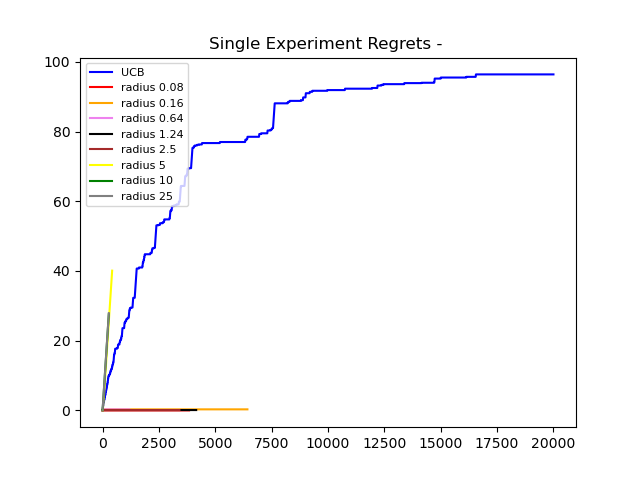 Single Experiment Regrets -
100
80
60
40
20
0
UCB
radius 0.08
radius 0.16
radius 0.64
radius 1.24
radius 2.5
radius 5
radius 10
radius 25
0 2500 5000 7500 10000 12500 15000 17500 20000